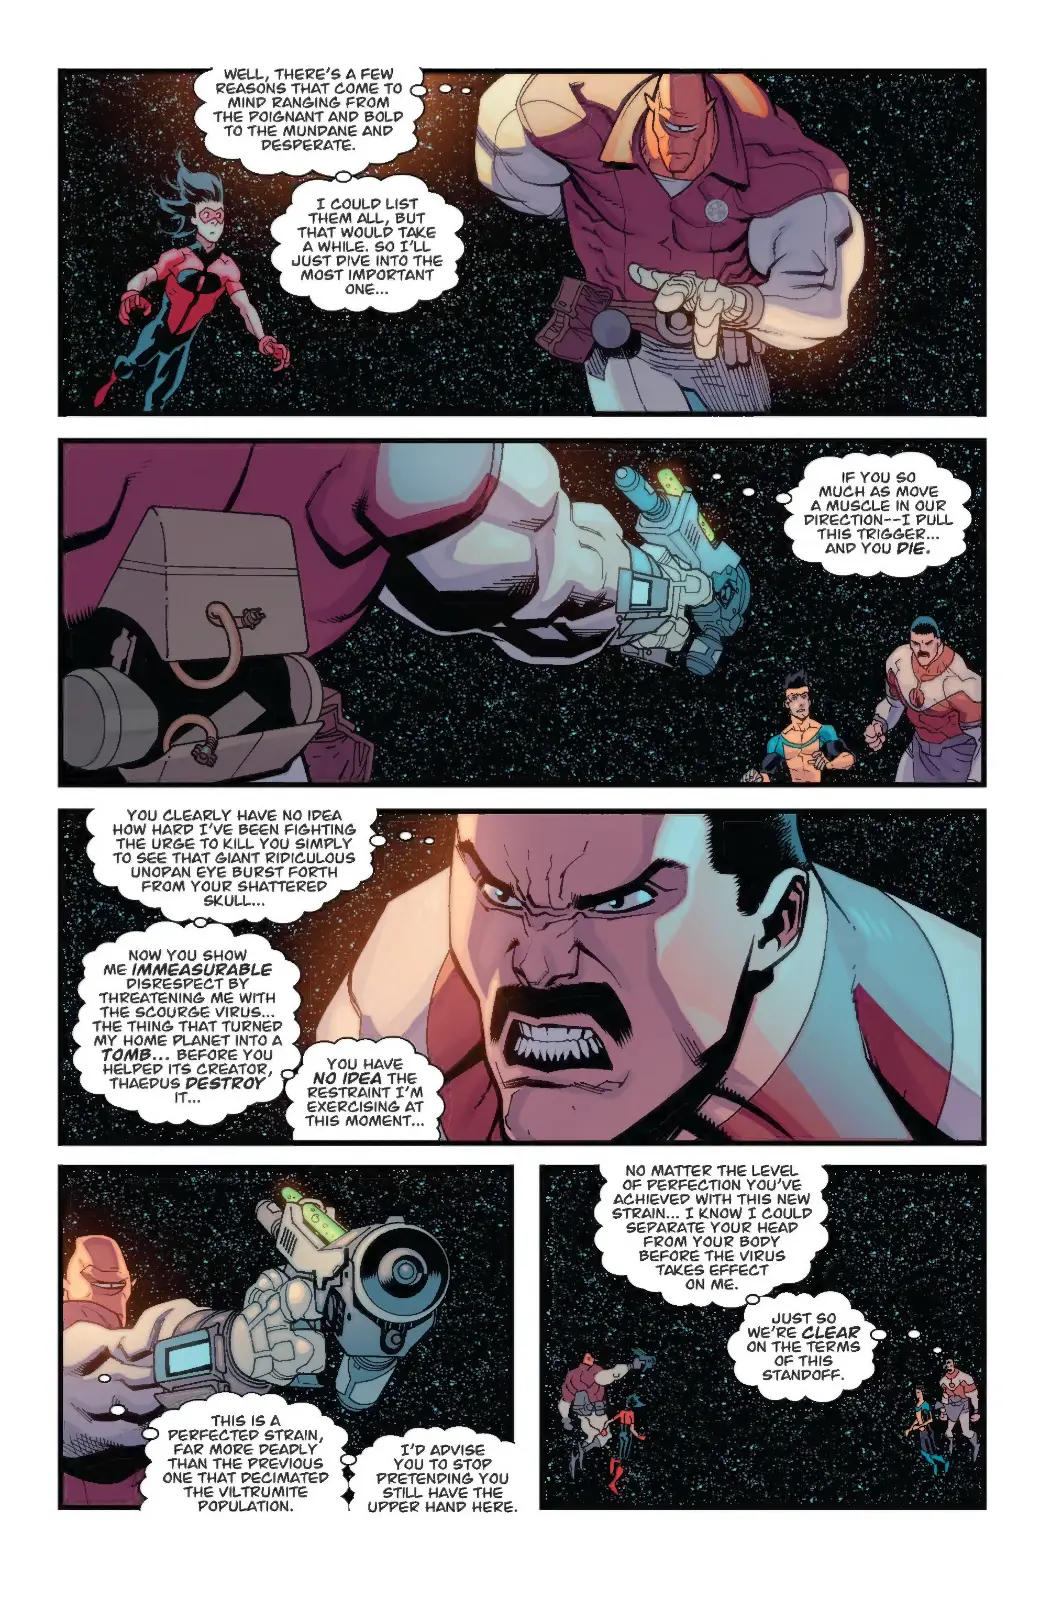 WELL, THERE'S A FEW
REASONS THAT COME TO
MIND RANGING FROM
THE POIGNANT AND BOLD
TO THE MUNDANE AND
DESPERATE.
I COULD LIST
THEM ALL, BUT
THAT WOULD TAKE
A WHILE. SO I'LL
JUST DIVE INTO THE
MOST IMPORTANT
ONE...
IF YOU SO
MUCH AS MOVE
A MUSCLE IN OUR
DIRECTION--I PULL
THIS TRIGGER...
AND YOU DIE.
YOU CLEARLY HAVE NO IDEA
HOW HARD I'VE BEEN FIGHTING
THE URGE TO KILL YOU SIMPLY
TO SEE THAT GIANT RIDICULOUS
UNOPAN EYE BURST FORTH
FROM YOUR SHATTERED
SKULL...
NOW YOU SHOW
ME IMMEASURABLE
DISRESPECT BY
THREATENING ME WITH
THE SCOURGE VIRUS...
THE THING THAT TURNED
MY HOME PLANET INTO A
TOMB... BEFORE YOU
HELPED ITS CREATOR,
THAEDUS DESTROY
IT...
YOU HAVE
NO IDEA THE
RESTRAINT I'M
EXERCISING AT
THIS MOMENT...
THIS IS A
PERFECTED STRAIN,
FAR MORE DEADLY
THAN THE PREVIOUS
ONE THAT DECIMATED
THE VILTRUMITE
POPULATION.
I'D ADVISE
YOU TO STOP
PRETENDING YOU
STILL HAVE THE
UPPER HAND HERE.
NO MATTER THE LEVEL
OF PERFECTION YOU'VE
ACHIEVED WITH THIS NEW
STRAIN... I KNOW I COULD
SEPARATE YOUR HEAD
FROM YOUR BODY
BEFORE THE VIRUS
TAKES EFFECT
ON ME.
JUST SO
WE'RE CLEAR
ON THE TERMS
OF THIS
STANDOFF.